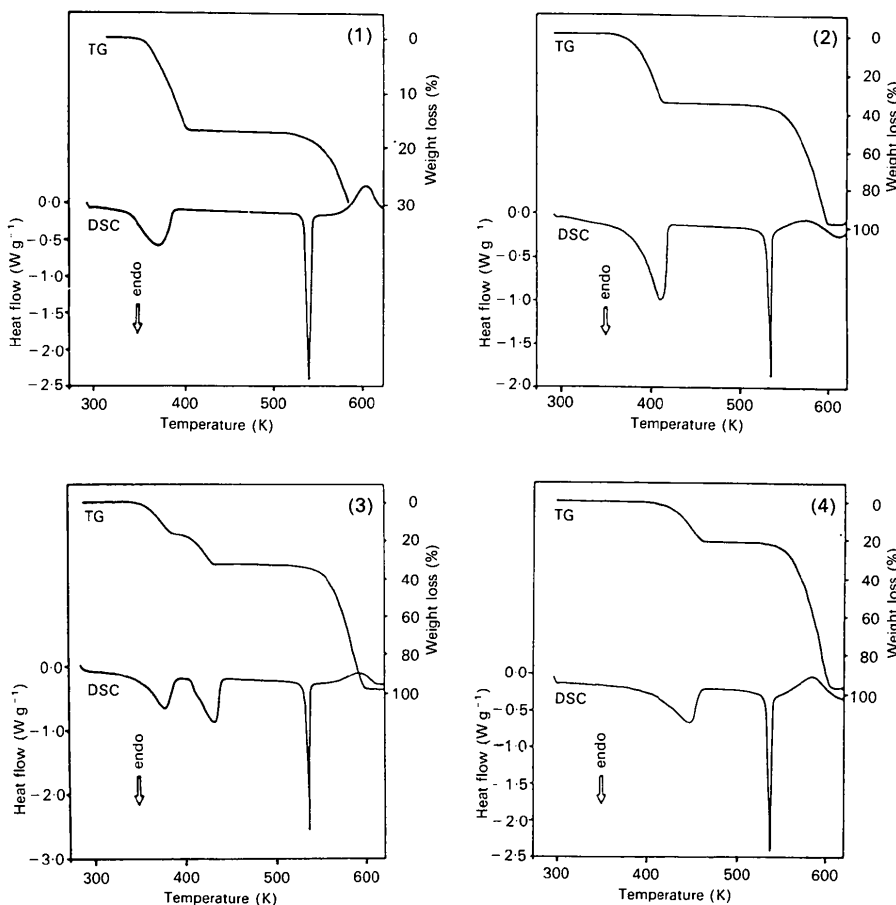 (1)
TG
0
10
20
30
Weight loss (%)
0·0
−0·5
−1·0
−1·5
−2·0
−2·5
Heat flow (W g⁻¹)
DSC
endo
300 400 500 600
Temperature (K)
(2)
TG
0
20
40
60
80
100
Weight loss (%)
0·0
−0·5
−1·0
−1·5
−2·0
Heat flow (W g⁻¹)
DSC
endo
300 400 500 600
Temperature (K)
(3)
TG
0
20
40
60
80
100
Weight loss (%)
0·0
−1·0
−2·0
−3·0
Heat flow (W g⁻¹)
DSC
endo
300 400 500 600
Temperature (K)
(4)
TG
0
20
40
60
80
100
Weight loss (%)
0·0
−0·5
−1·0
−1·5
−2·0
−2·5
Heat flow (W g⁻¹)
DSC
endo
300 400 500 600
Temperature (K)